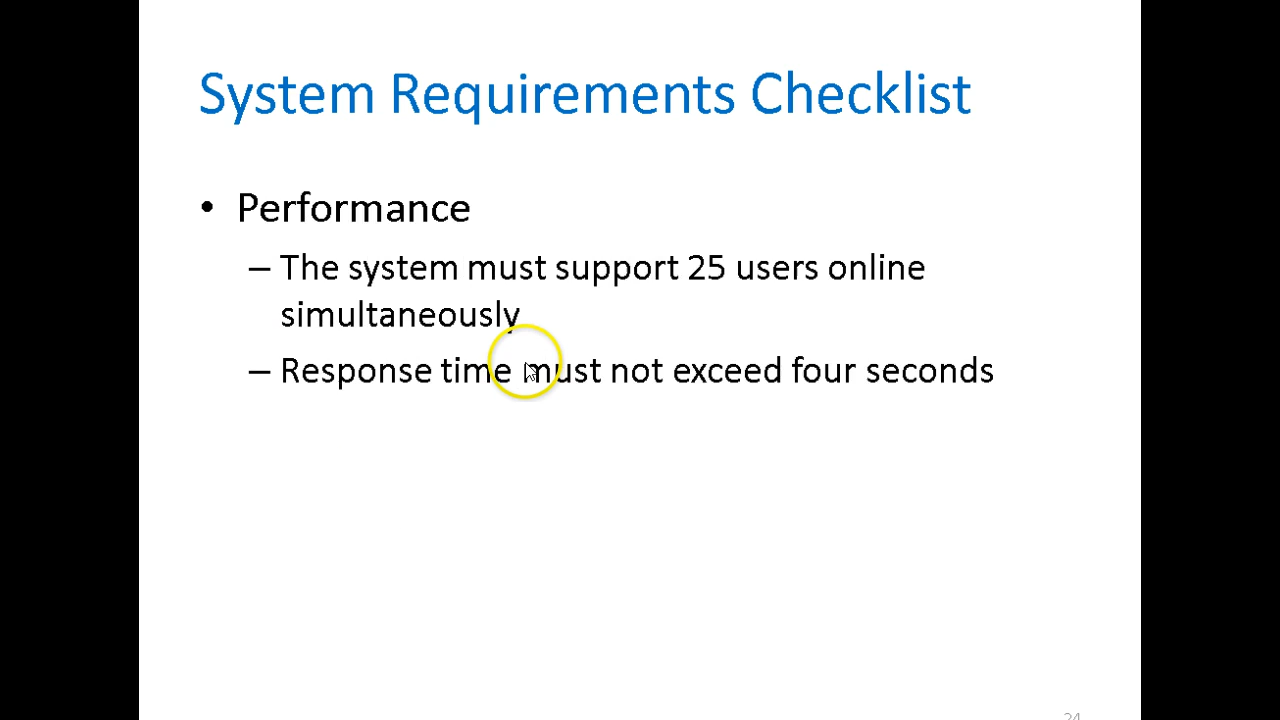 System Requirements Checklist
• Performance
– The system must support 25 users online
simultaneously
– Response time must not exceed four seconds
24